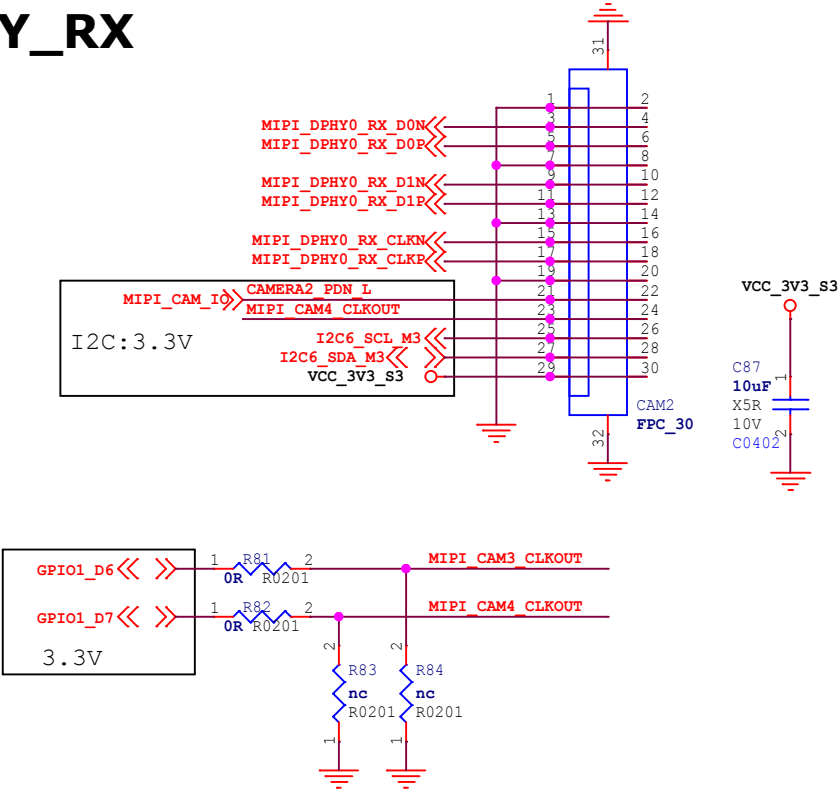 Y_RX
31
1 2
MIPI_DPHY0_RX_D0N 3 4
MIPI_DPHY0_RX_D0P 5 6
7 8
MIPI_DPHY0_RX_D1N 9 10
MIPI_DPHY0_RX_D1P 11 12
13 14
MIPI_DPHY0_RX_CLKN 15 16
MIPI_DPHY0_RX_CLKP 17 18
19 20
MIPI_CAM_IO CAMERA2_PDN_L 21 22
MIPI_CAM4_CLKOUT 23 24
I2C:3.3V
I2C6_SCL_M3 25 26
I2C6_SDA_M3 27 28
VCC_3V3_S3 29 30
CAM2
FPC_30
32
VCC_3V3_S3
1
C87
10uF
X5R
10V
C0402
2
GPIO1_D6 1 R81 2 MIPI_CAM3_CLKOUT
0R R0201
GPIO1_D7 1 R82 2 MIPI_CAM4_CLKOUT
0R R0201
3.3V
2 2
R83 R84
nc nc
R0201 R0201
1 1